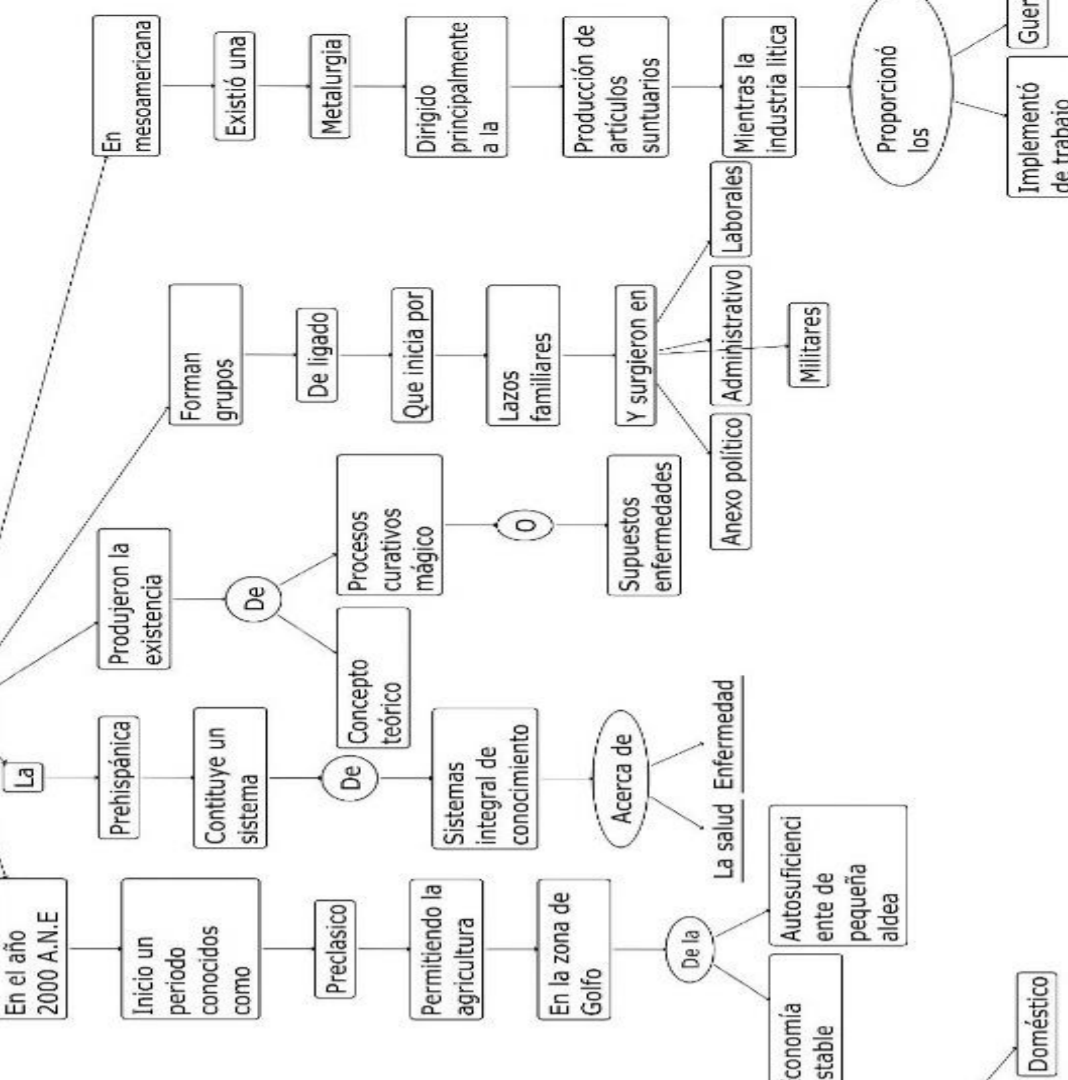 En el año
2000 A.N.E
Inicio un
periodo
conocidos
como
Preclasico
Permitiendo la
agricultura
En la zona de
Golfo
De la
conomía
stable
Autosuficienci
ente de
pequeña
aldea
Doméstico
La
Prehispánica
Contituye un
sistema
De
Sistemas
integral de
conocimiento
Acerca de
La salud
Enfermedad
Produjeron la
existencia
De
Concepto
teórico
Procesos
curativos
mágico
O
Supuestos
enfermedades
Forman
grupos
De ligado
Que inicia por
Lazos
familiares
Y surgieron en
Anexo político
Administrativo
Laborales
Militares
En
mesoamericana
Existió una
Metalurgia
Dirigido
principalmente
a la
Producción de
artículos
suntuarios
Mientras la
industria litica
Proporcionó
los
Implementó
de trabajo
Guer